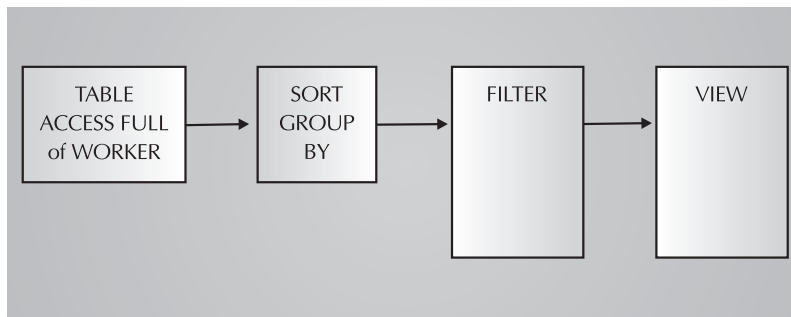 TABLE
ACCESS FULL
of WORKER
SORT
GROUP
BY
FILTER
VIEW